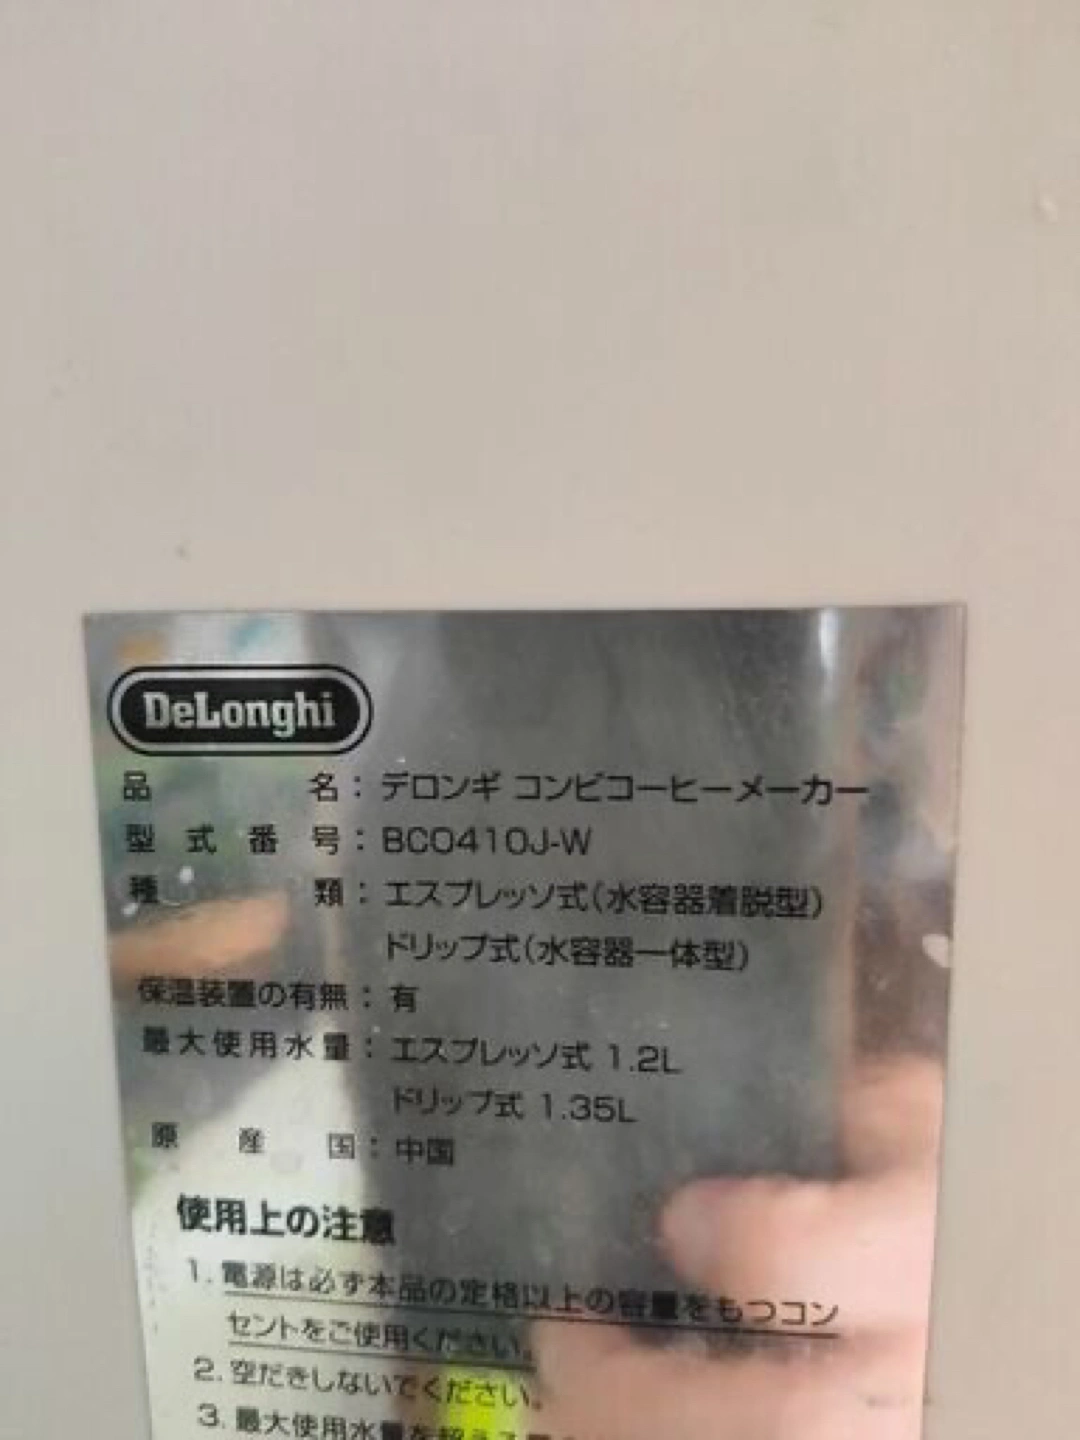 DeLonghi
品名：デロンギ コンビコーヒーメーカー
型式番号：BCO410J-W
種類：エスプレッソ式(水容器着脱型)
ドリップ式(水容器一体型)
保温装置の有無：有
最大使用水量：エスプレッソ式 1.2L
ドリップ式 1.35L
原産国：中国
使用上の注意
1. 電源は必ず本品の定格以上の容量をもつコン
セントをご使用ください。
2. 空だきしないでください。
3. 最大使用水量を超える